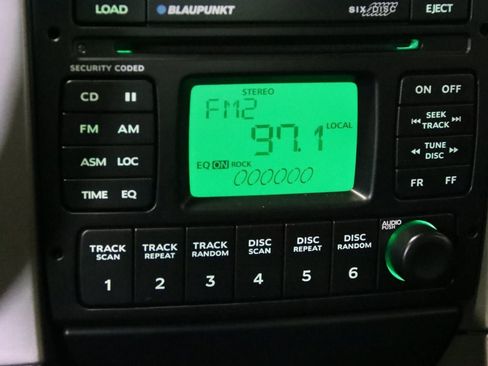 LOAD BLAUPUNKT SIX DISC EJECT
SECURITY CODED
CD
FM AM
ASM LOC
TIME EQ
STEREO
FM2
97.1 LOCAL
EQ ON ROCK
000000
ON OFF
SEEK
TRACK
TUNE
DISC
FR FF
AUDIO
PUSH
TRACK
SCAN
1
TRACK
REPEAT
2
TRACK
RANDOM
3
DISC
SCAN
4
DISC
REPEAT
5
DISC
RANDOM
6